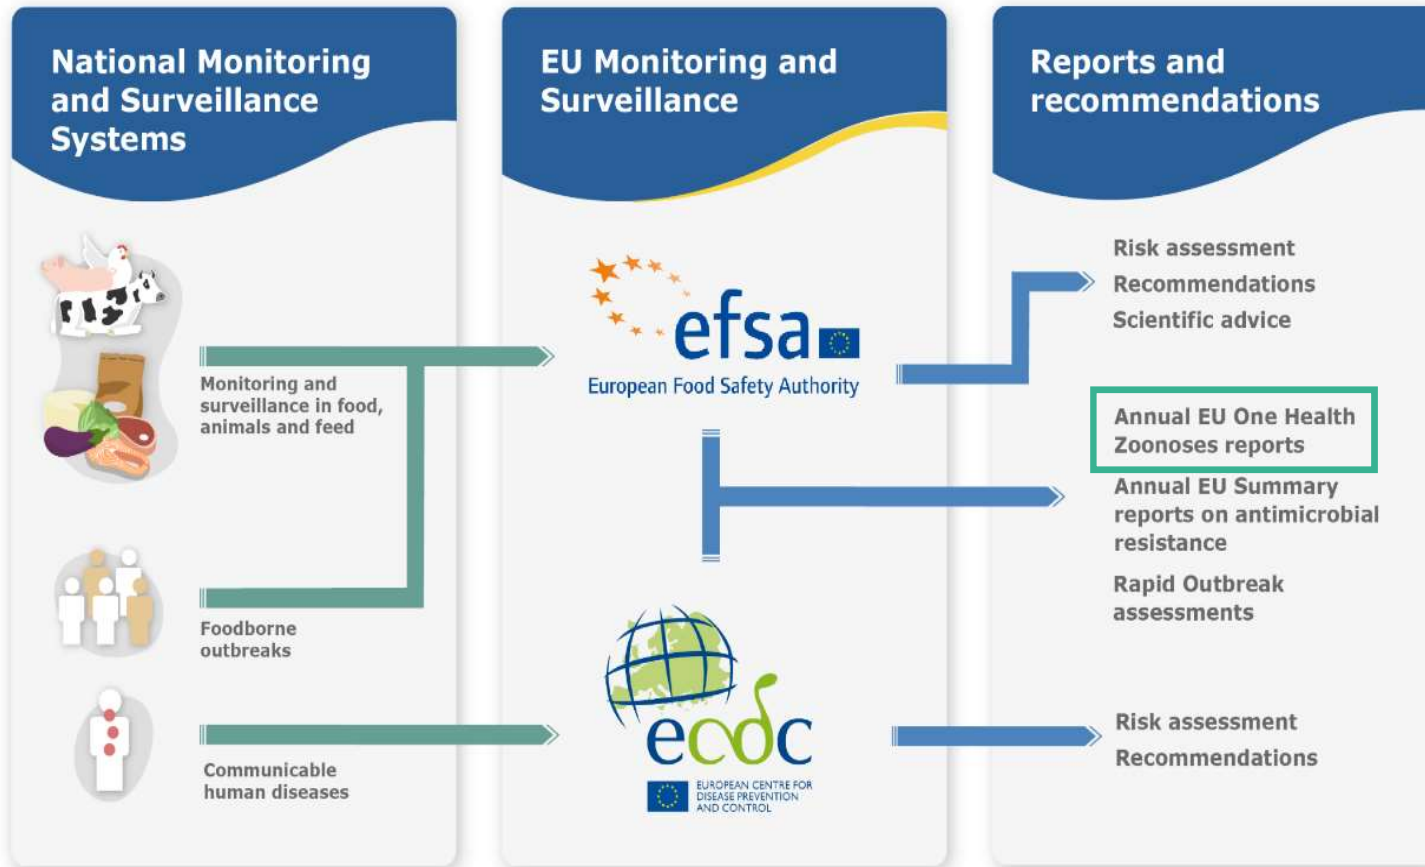 National Monitoring
and Surveillance
Systems
Monitoring and
surveillance in food,
animals and feed
Foodborne
outbreaks
Communicable
human diseases
EU Monitoring and
Surveillance
efsa
European Food Safety Authority
ecdc
EUROPEAN CENTRE FOR
DISEASE PREVENTION
AND CONTROL
Reports and
recommendations
Risk assessment
Recommendations
Scientific advice
Annual EU One Health
Zoonoses reports
Annual EU Summary
reports on antimicrobial
resistance
Rapid Outbreak
assessments
Risk assessment
Recommendations